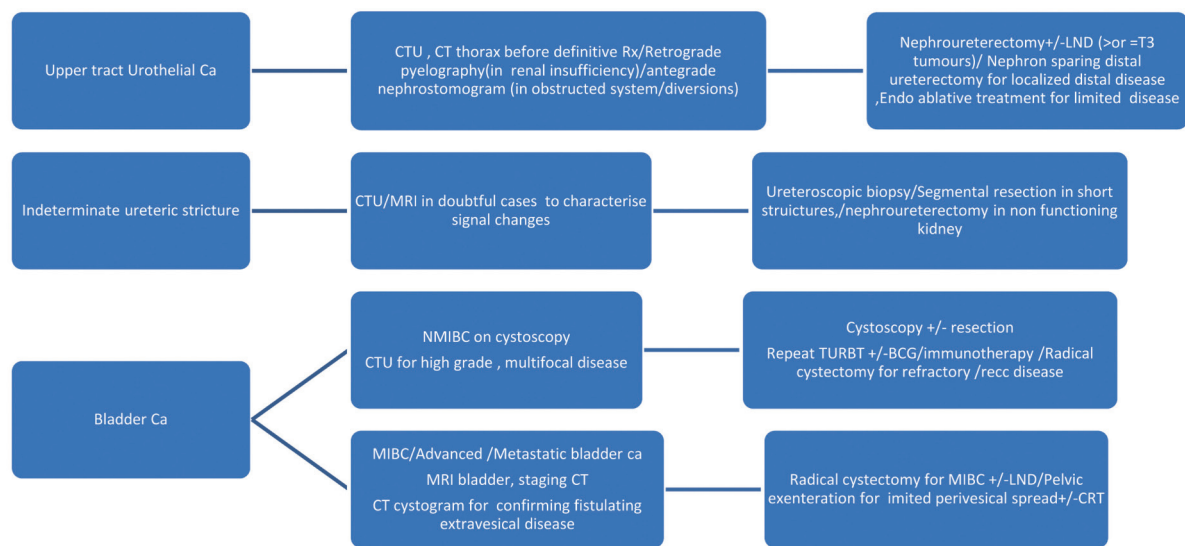 Upper tract Urothelial Ca
CTU , CT thorax before definitive Rx/Retrograde
pyelography(in renal insufficiency)/antegrade
nephrostomogram (in obstructed system/diversions)
Nephroureterectomy+/-LND (>or =T3
tumours)/ Nephron sparing distal
ureterectomy for localized distal disease
,Endo ablative treatment for limited disease
Indeterminate ureteric stricture
CTU/MRI in doubtful cases to characterise
signal changes
Ureteroscopic biopsy/Segmental resection in short
struictures,/nephroureterectomy in non functioning
kidney
Bladder Ca
NMIBC on cystoscopy
CTU for high grade , multifocal disease
Cystoscopy +/- resection
Repeat TURBT +/-BCG/immunotherapy /Radical
cystectomy for refractory /recc disease
MIBC/Advanced /Metastatic bladder ca
MRI bladder, staging CT
CT cystogram for confirming fistulating
extravesical disease
Radical cystectomy for MIBC +/-LND/Pelvic
exenteration for imited perivesical spread+/-CRT